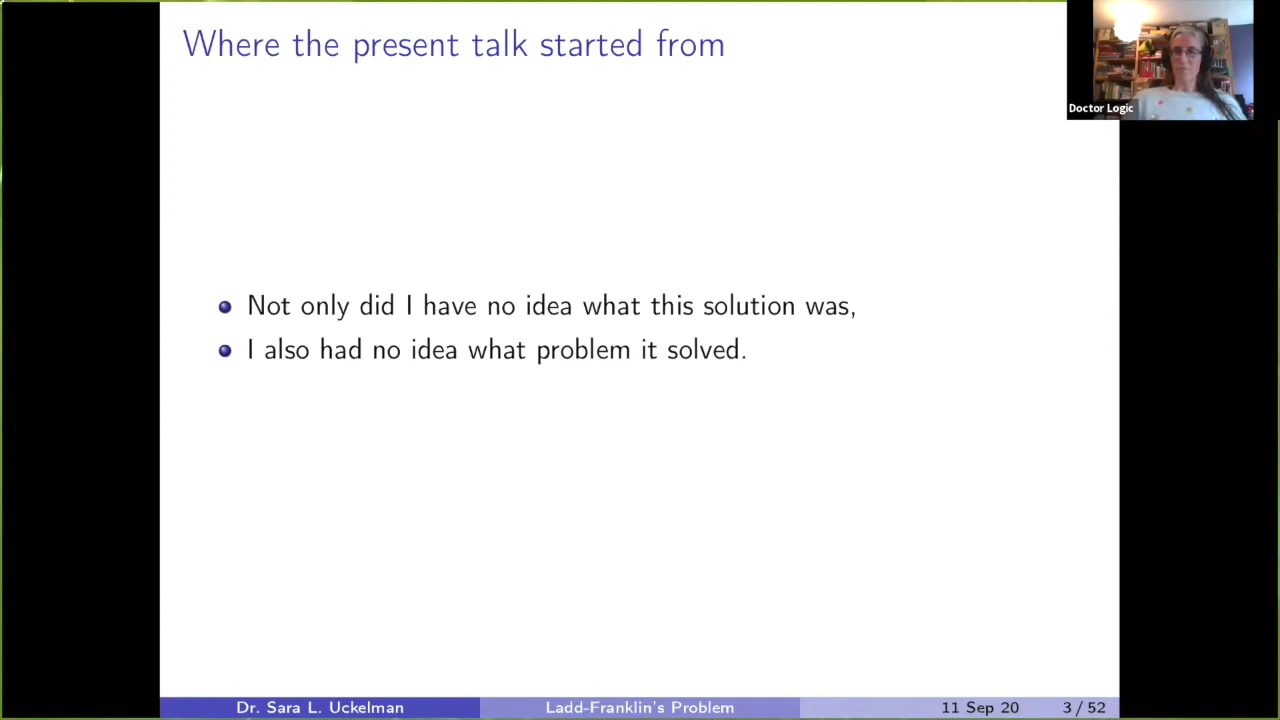 Where the present talk started from
Doctor Logic
Not only did I have no idea what this solution was,
I also had no idea what problem it solved.
Dr. Sara L. Uckelman Ladd-Franklin's Problem 11 Sep 20 3 / 52